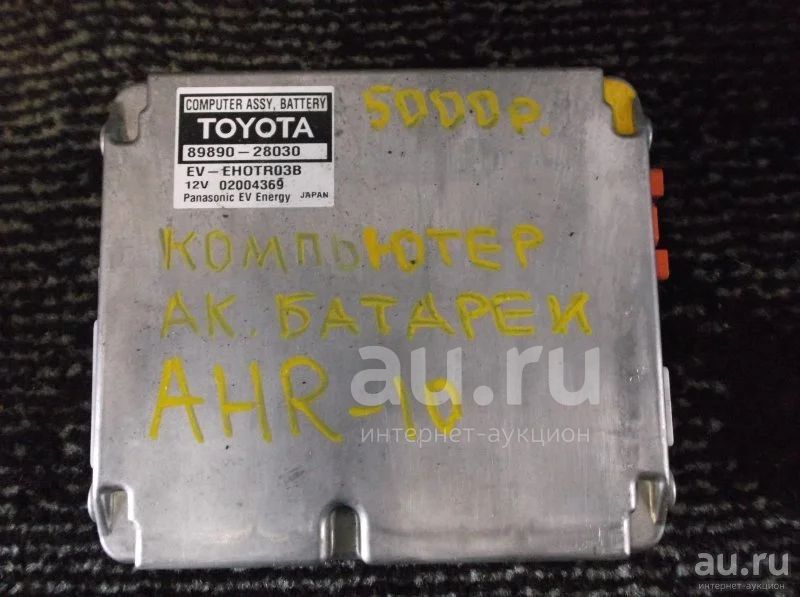 COMPUTER ASSY, BATTERY
TOYOTA
89890-28030
EV-EHOTR03B
12V 02004369
Panasonic EV Energy JAPAN
5000р.
КОМПЬЮТЕР
АК. БАТАРЕИ
AHR-10
au.ru
интернет-аукцион
au.ru
интернет-аукцион